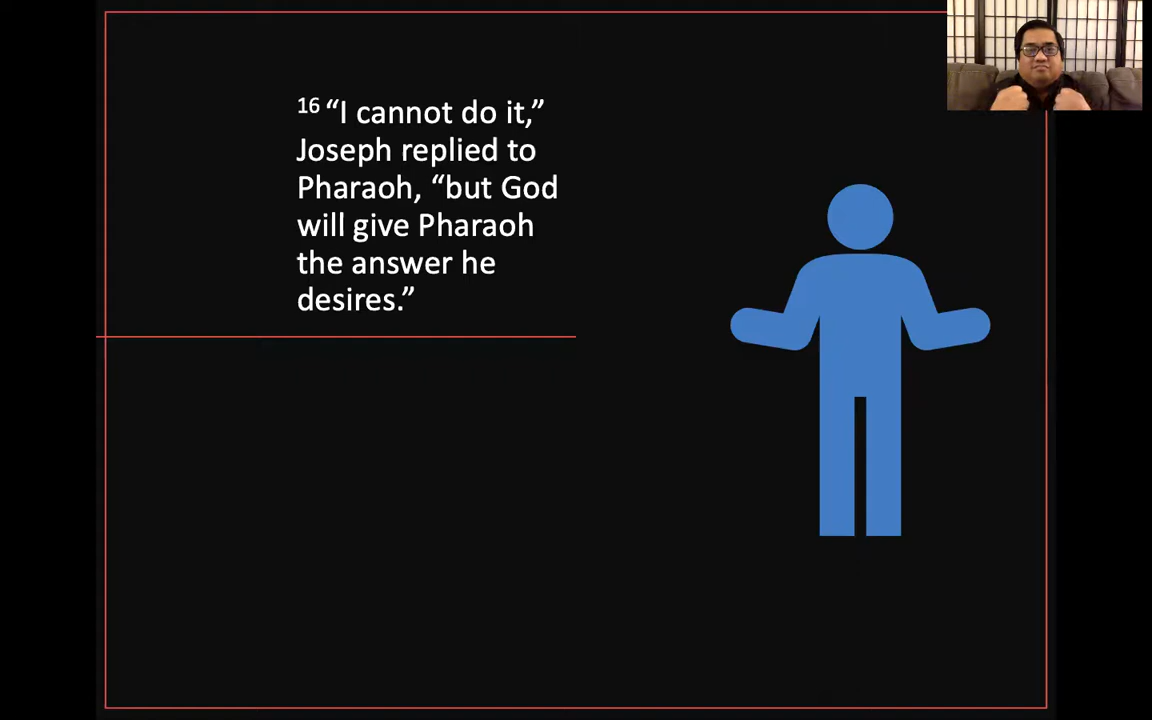 16 “I cannot do it,”
Joseph replied to
Pharaoh, “but God
will give Pharaoh
the answer he
desires.”